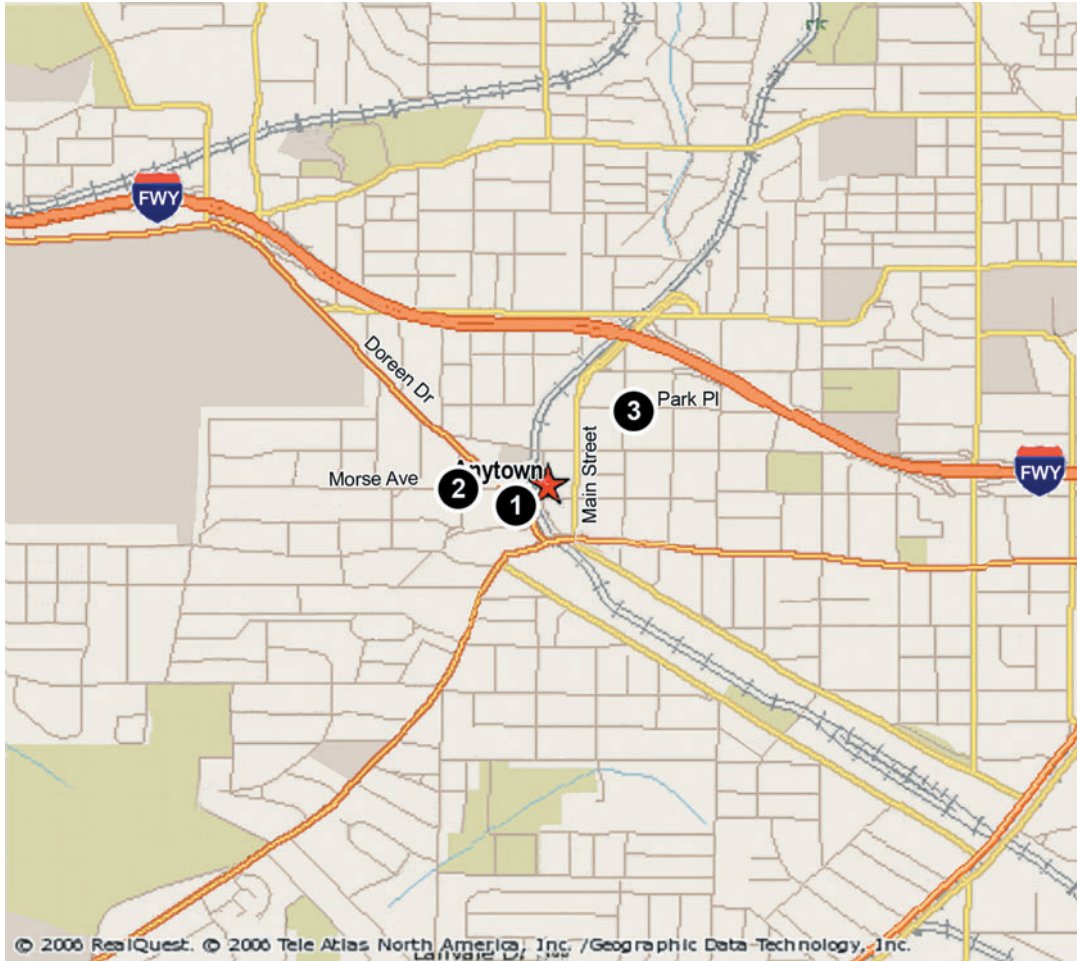 FWY
Doreen Dr
3
Park Pl
Main Street
Anytown
Morse Ave
2
1
FWY
© 2006 RealQuest. © 2006 Tele Atlas North America, Inc. /Geographic Data Technology, Inc.